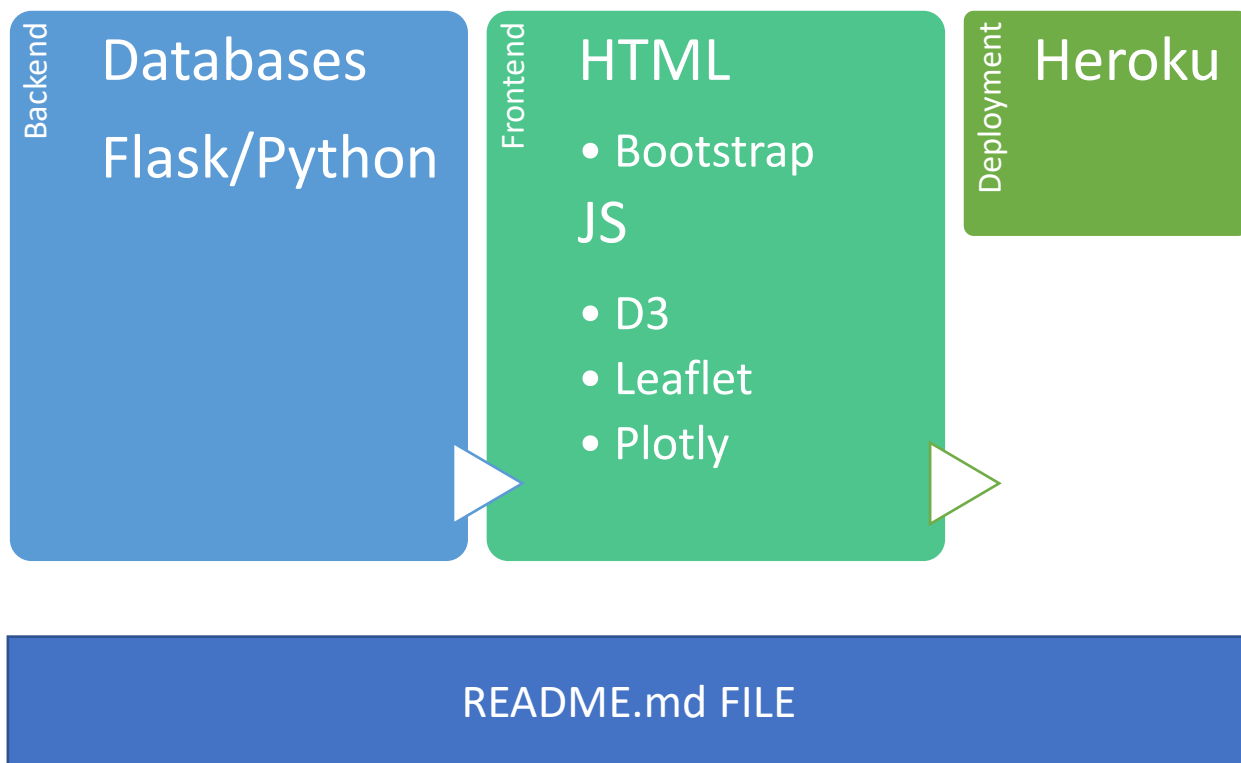 Backend
Databases
Flask/Python
Frontend
HTML
• Bootstrap
JS
• D3
• Leaflet
• Plotly
Deployment
Heroku
README.md FILE